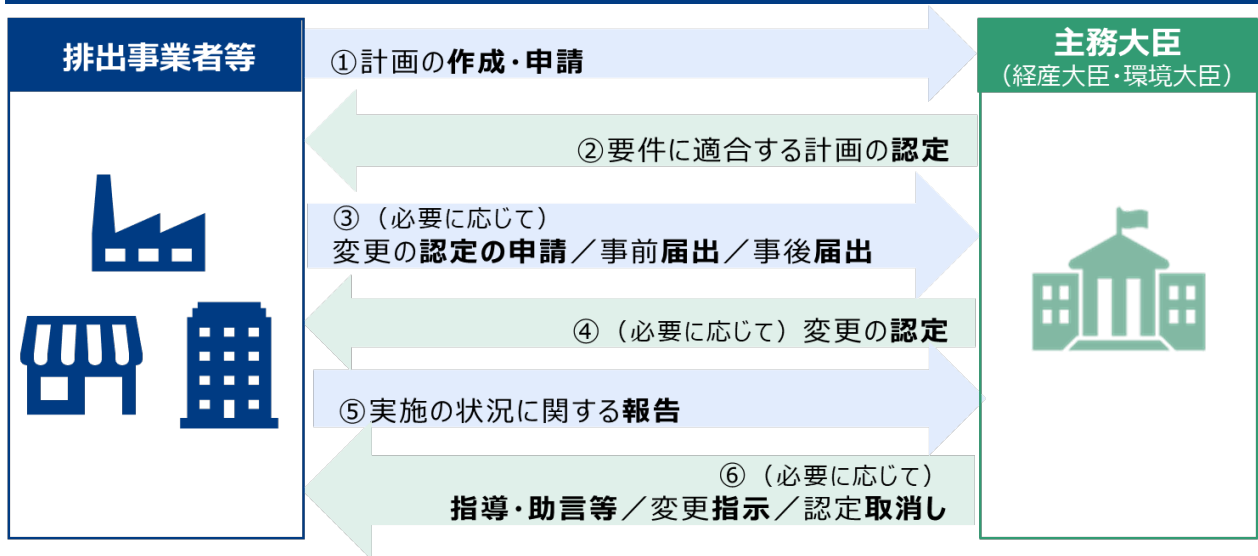 排出事業者等
主務大臣
（経産大臣・環境大臣）
①計画の作成・申請
②要件に適合する計画の認定
③（必要に応じて）
変更の認定の申請／事前届出／事後届出
④（必要に応じて）変更の認定
⑤実施の状況に関する報告
⑥（必要に応じて）
指導・助言等／変更指示／認定取消し